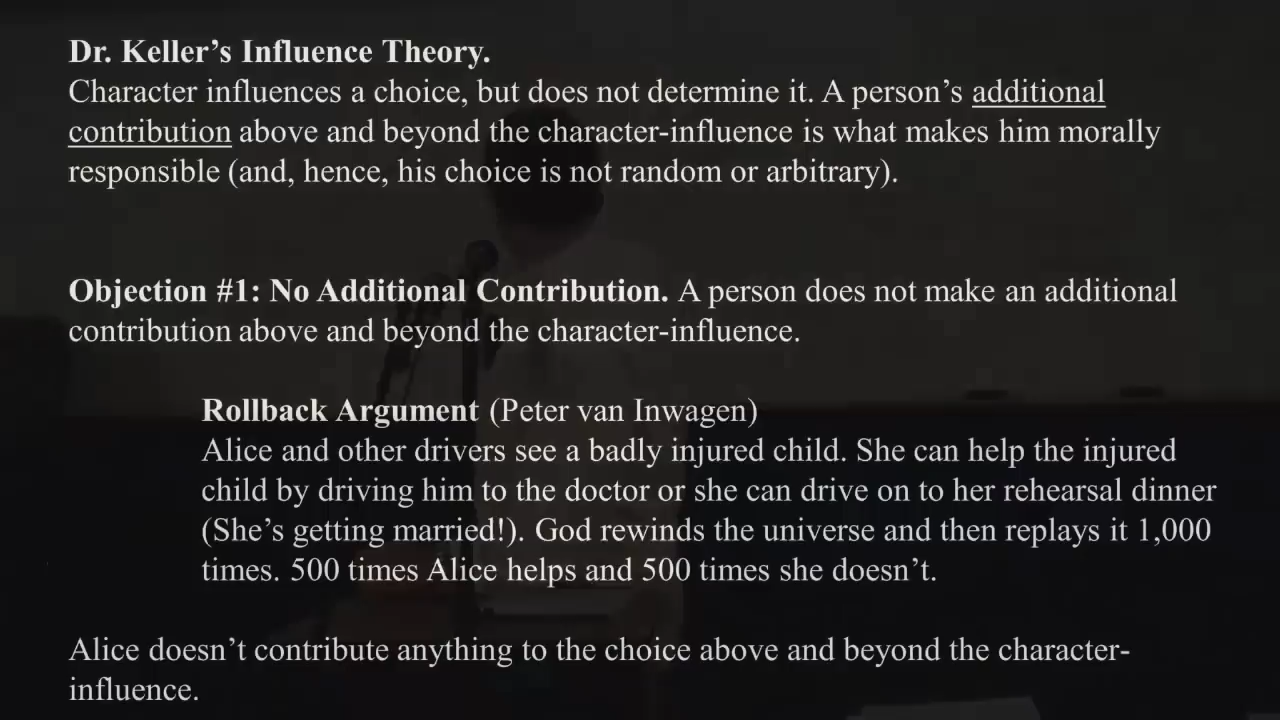 Dr. Keller’s Influence Theory.
Character influences a choice, but does not determine it. A person’s additional
contribution above and beyond the character-influence is what makes him morally
responsible (and, hence, his choice is not random or arbitrary).
Objection #1: No Additional Contribution. A person does not make an additional
contribution above and beyond the character-influence.
Rollback Argument (Peter van Inwagen)
Alice and other drivers see a badly injured child. She can help the injured
child by driving him to the doctor or she can drive on to her rehearsal dinner
(She’s getting married!). God rewinds the universe and then replays it 1,000
times. 500 times Alice helps and 500 times she doesn’t.
Alice doesn’t contribute anything to the choice above and beyond the character-
influence.